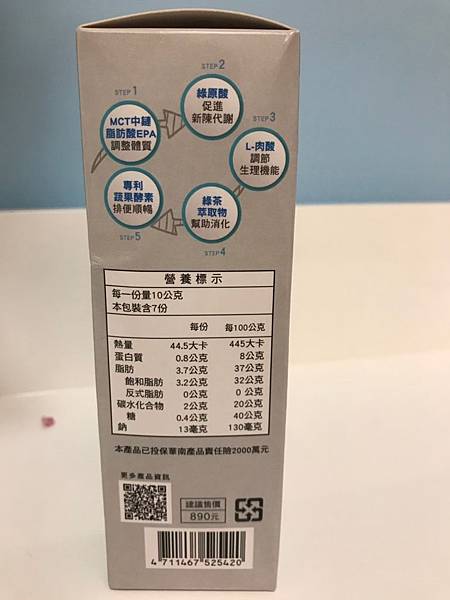 STEP 1
MCT中鏈
脂肪酸EPA
調整體質
STEP 2
綠原酸
促進
新陳代謝
STEP 3
L-肉酸
調節
生理機能
STEP 4
綠茶
萃取物
幫助消化
STEP 5
專利
蔬果酵素
排便順暢
營養標示
每一份量10公克
本包裝含7份
每份 每100公克
熱量 44.5大卡 445大卡
蛋白質 0.8公克 8公克
脂肪 3.7公克 37公克
飽和脂肪 3.2公克 32公克
反式脂肪 0公克 0 公克
碳水化合物 2公克 20公克
糖 0.4公克 40公克
鈉 13毫克 130毫克
本產品已投保華南產品責任險2000萬元
更多產品資訊
建議售價
890元
4 711467 525420